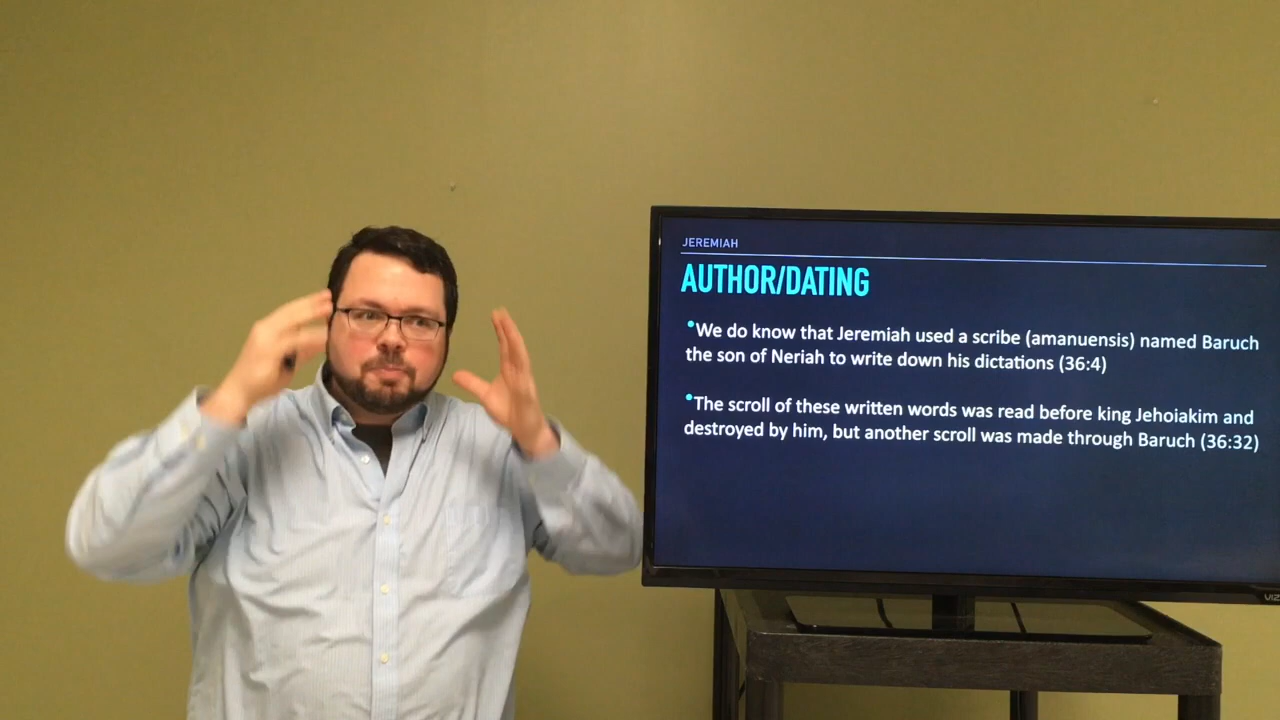 JEREMIAH
AUTHOR/DATING
•We do know that Jeremiah used a scribe (amanuensis) named Baruch
the son of Neriah to write down his dictations (36:4)
•The scroll of these written words was read before king Jehoiakim and
destroyed by him, but another scroll was made through Baruch (36:32)
VIZ